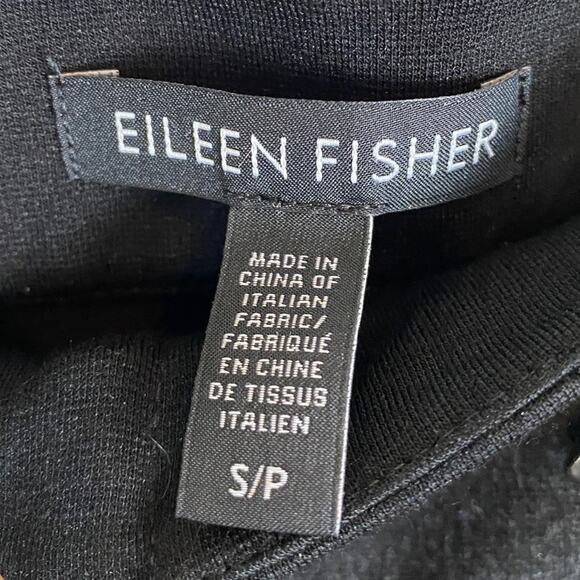 EILEEN FISHER
MADE IN
CHINA OF
ITALIAN
FABRIC/
FABRIQUÉ
EN CHINE
DE TISSUS
ITALIEN
S/P